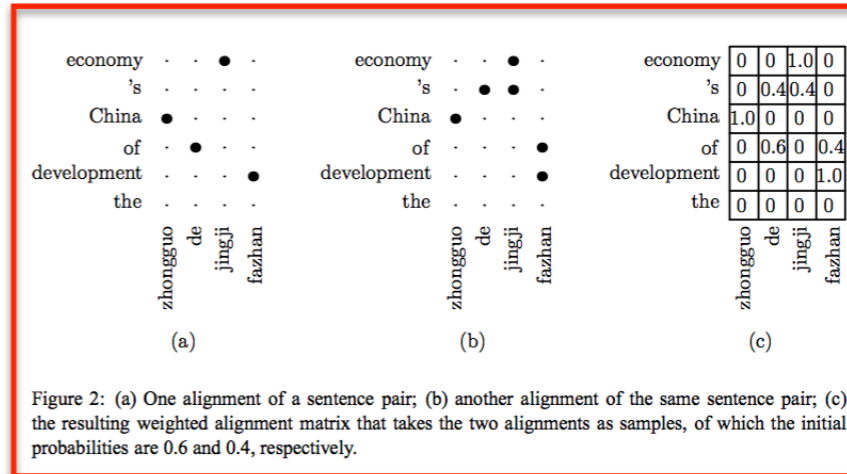 economy economy economy 0 0 1.0 0
's 's 's 0 0.4 0.4 0
China China China 1.0 0 0 0
of of of 0 0.6 0 0.4
development development development 0 0 0 1.0
the the the 0 0 0 0
zhongguo de jingji fazhan zhongguo de jingji fazhan zhongguo de jingji fazhan
(a) (b) (c)
Figure 2: (a) One alignment of a sentence pair; (b) another alignment of the same sentence pair; (c)
the resulting weighted alignment matrix that takes the two alignments as samples, of which the initial
probabilities are 0.6 and 0.4, respectively.